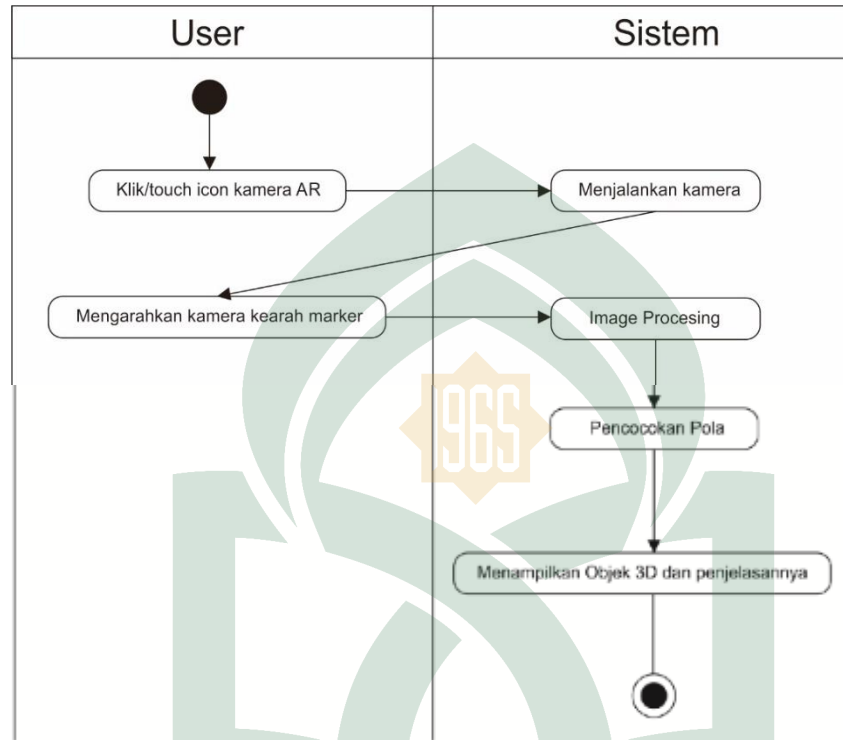 User
Sistem
Klik/touch icon kamera AR
Menjalankan kamera
Mengarahkan kamera kearah marker
Image Procesing
1965
Pencocokan Pola
Menampilkan Objek 3D dan penjelasannya